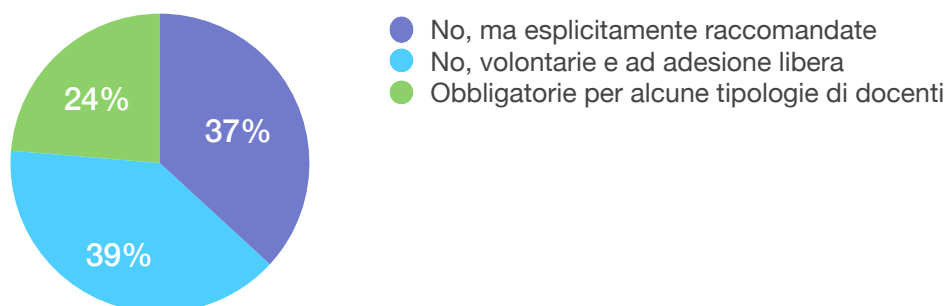 No, ma esplicitamente raccomandate
No, volontarie e ad adesione libera
Obbligatorie per alcune tipologie di docenti
24%
37%
39%